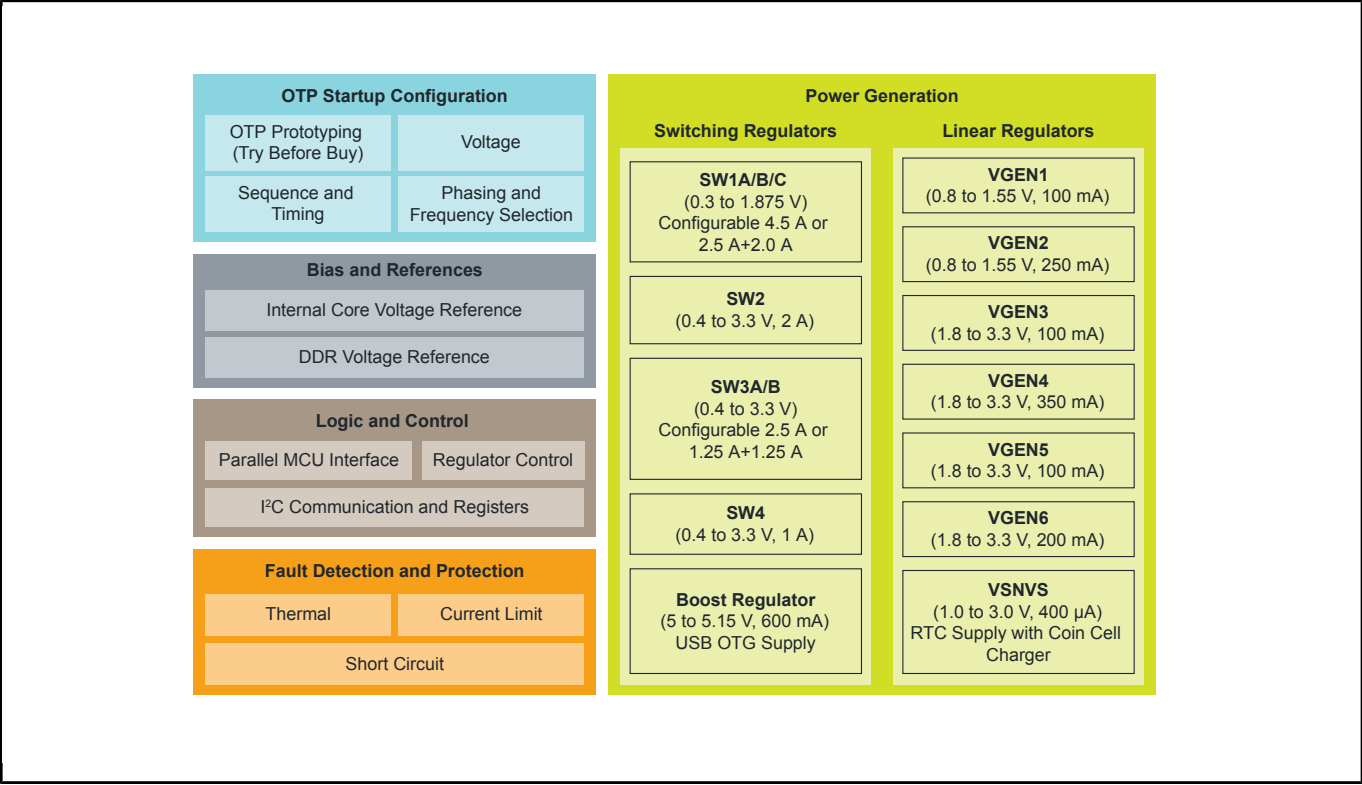 OTP Startup Configuration
OTP Prototyping
(Try Before Buy)
Voltage
Sequence and
Timing
Phasing and
Frequency Selection
Bias and References
Internal Core Voltage Reference
DDR Voltage Reference
Logic and Control
Parallel MCU Interface
Regulator Control
I²C Communication and Registers
Fault Detection and Protection
Thermal
Current Limit
Short Circuit
Power Generation
Switching Regulators
SW1A/B/C
(0.3 to 1.875 V)
Configurable 4.5 A or
2.5 A+2.0 A
SW2
(0.4 to 3.3 V, 2 A)
SW3A/B
(0.4 to 3.3 V)
Configurable 2.5 A or
1.25 A+1.25 A
SW4
(0.4 to 3.3 V, 1 A)
Boost Regulator
(5 to 5.15 V, 600 mA)
USB OTG Supply
Linear Regulators
VGEN1
(0.8 to 1.55 V, 100 mA)
VGEN2
(0.8 to 1.55 V, 250 mA)
VGEN3
(1.8 to 3.3 V, 100 mA)
VGEN4
(1.8 to 3.3 V, 350 mA)
VGEN5
(1.8 to 3.3 V, 100 mA)
VGEN6
(1.8 to 3.3 V, 200 mA)
VSNVS
(1.0 to 3.0 V, 400 µA)
RTC Supply with Coin Cell
Charger